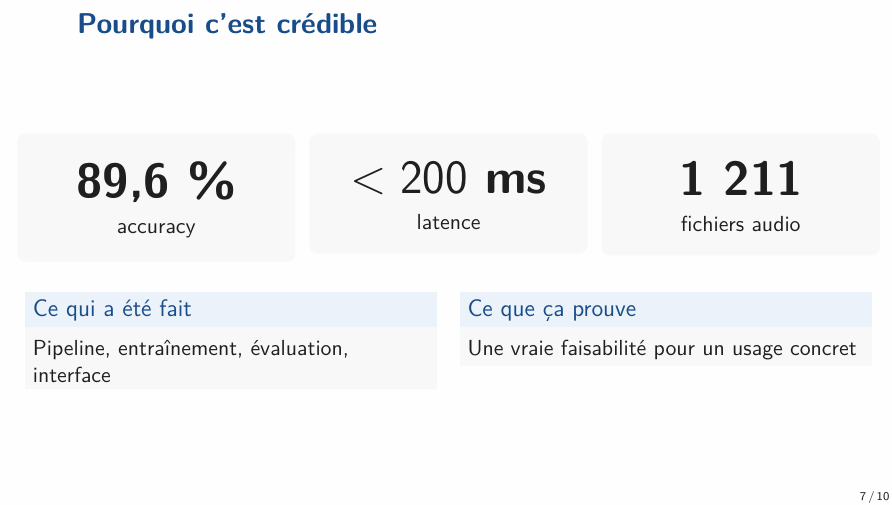 Pourquoi c'est crédible
89,6 %
accuracy
< 200 ms
latence
1 211
fichiers audio
Ce qui a été fait
Pipeline, entraînement, évaluation,
interface
Ce que ça prouve
Une vraie faisabilité pour un usage concret
7 / 10